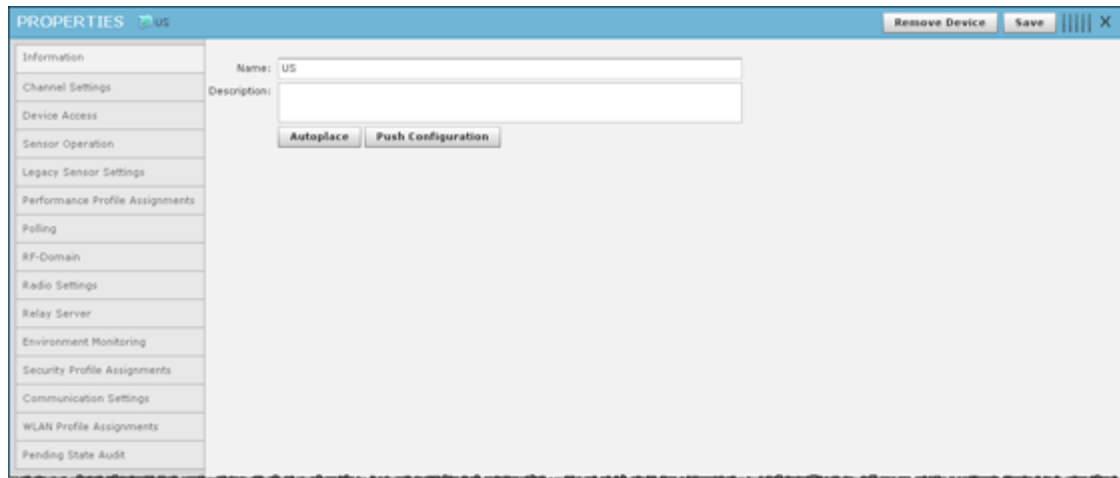 PROPERTIES US
Remove Device Save
Information
Channel Settings
Device Access
Sensor Operation
Legacy Sensor Settings
Performance Profile Assignments
Polling
RF-Domain
Radio Settings
Relay Server
Environment Monitoring
Security Profile Assignments
Communication Settings
WLAN Profile Assignments
Pending State Audit
Name: US
Description:
Autoplace Push Configuration